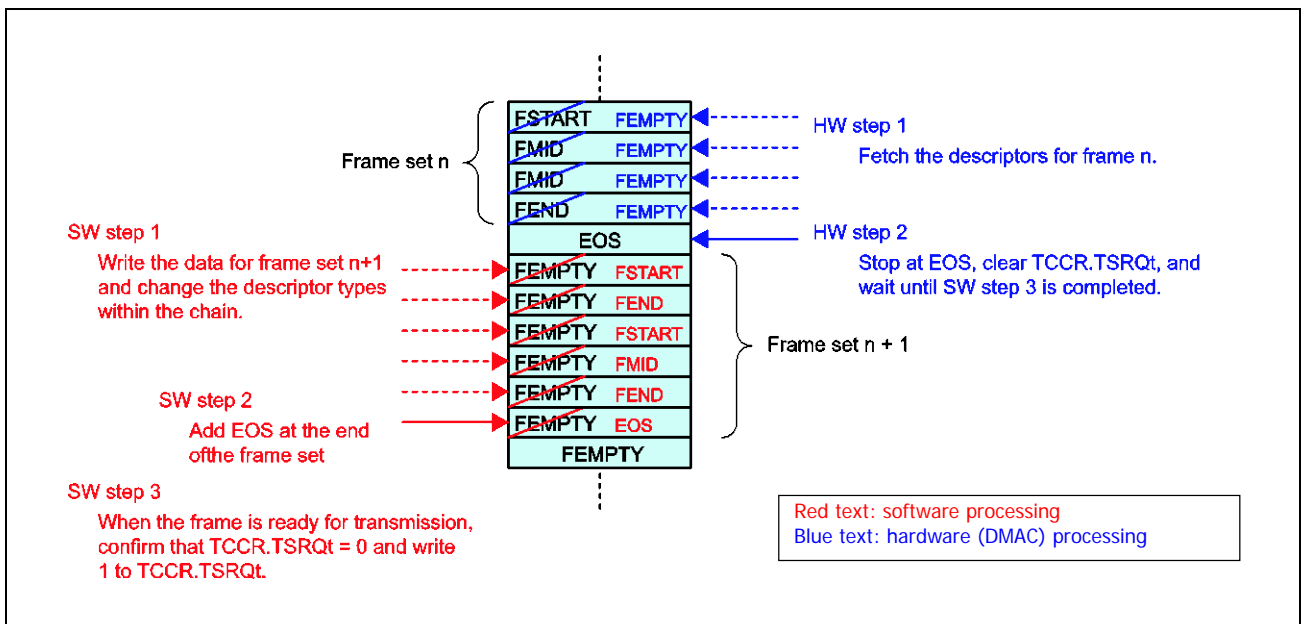 FSTART FEMPTY
FMID FEMPTY
FMID FEMPTY
FEND FEMPTY
Frame set n
HW step 1
Fetch the descriptors for frame n.
EOS
HW step 2
Stop at EOS, clear TCCR.TSRQt, and
wait until SW step 3 is completed.
SW step 1
Write the data for frame set n+1
and change the descriptor types
within the chain.
FEMPTY FSTART
FEMPTY FEND
FEMPTY FSTART
FEMPTY FMID
FEMPTY FEND
FEMPTY EOS
FEMPTY
Frame set n + 1
SW step 2
Add EOS at the end
ofthe frame set
SW step 3
When the frame is ready for transmission,
confirm that TCCR.TSRQt = 0 and write
1 to TCCR.TSRQt.
Red text: software processing
Blue text: hardware (DMAC) processing